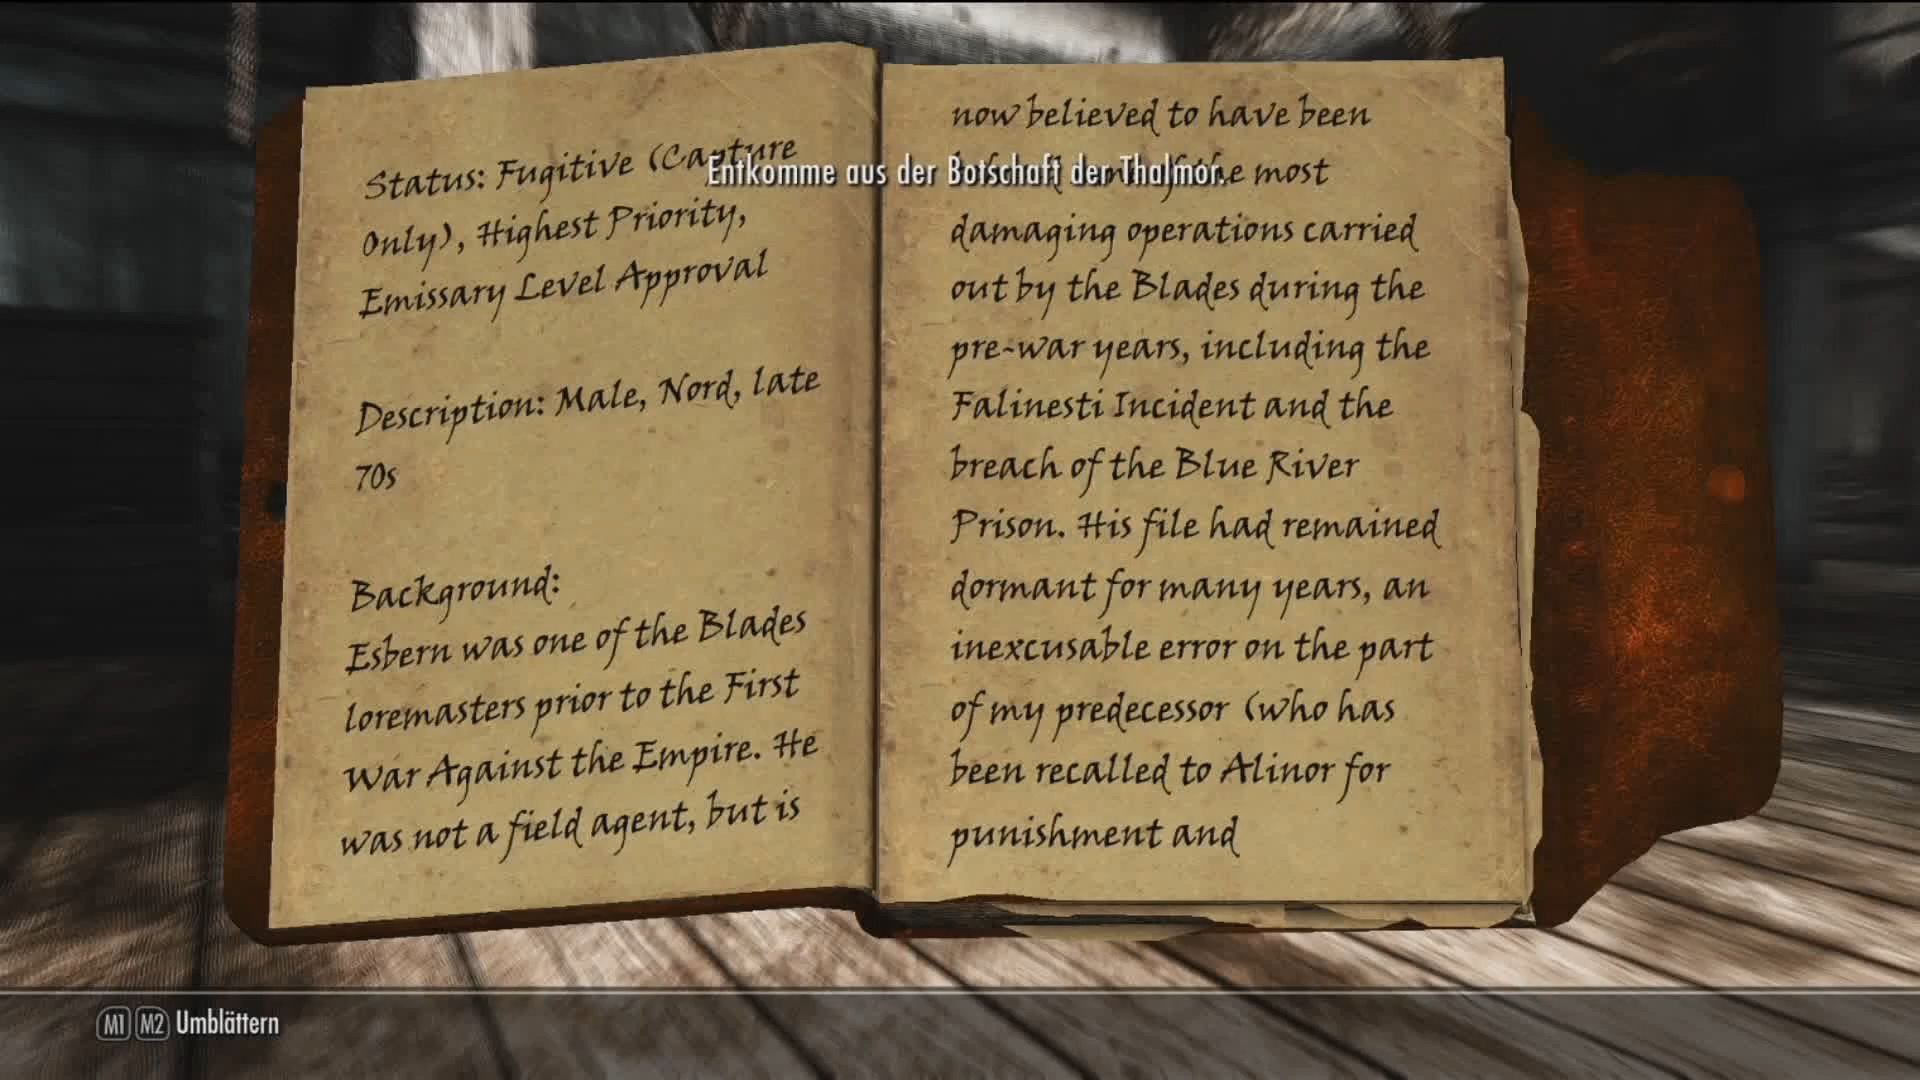 Status: Fugitive (Capture
Only), Highest Priority,
Emissary Level Approval
Description: Male, Nord, late
70s
Background:
Esbern was one of the Blades
loremasters prior to the First
War Against the Empire. He
was not a field agent, but is
now believed to have been
the most
damaging operations carried
out by the Blades during the
pre-war years, including the
Falinesti Incident and the
breach of the Blue River
Prison. His file had remained
dormant for many years, an
inexcusable error on the part
of my predecessor (who has
been recalled to Alinor for
punishment and
Entkomme aus der Botschaft der Thalmor.
M1 M2 Umblättern